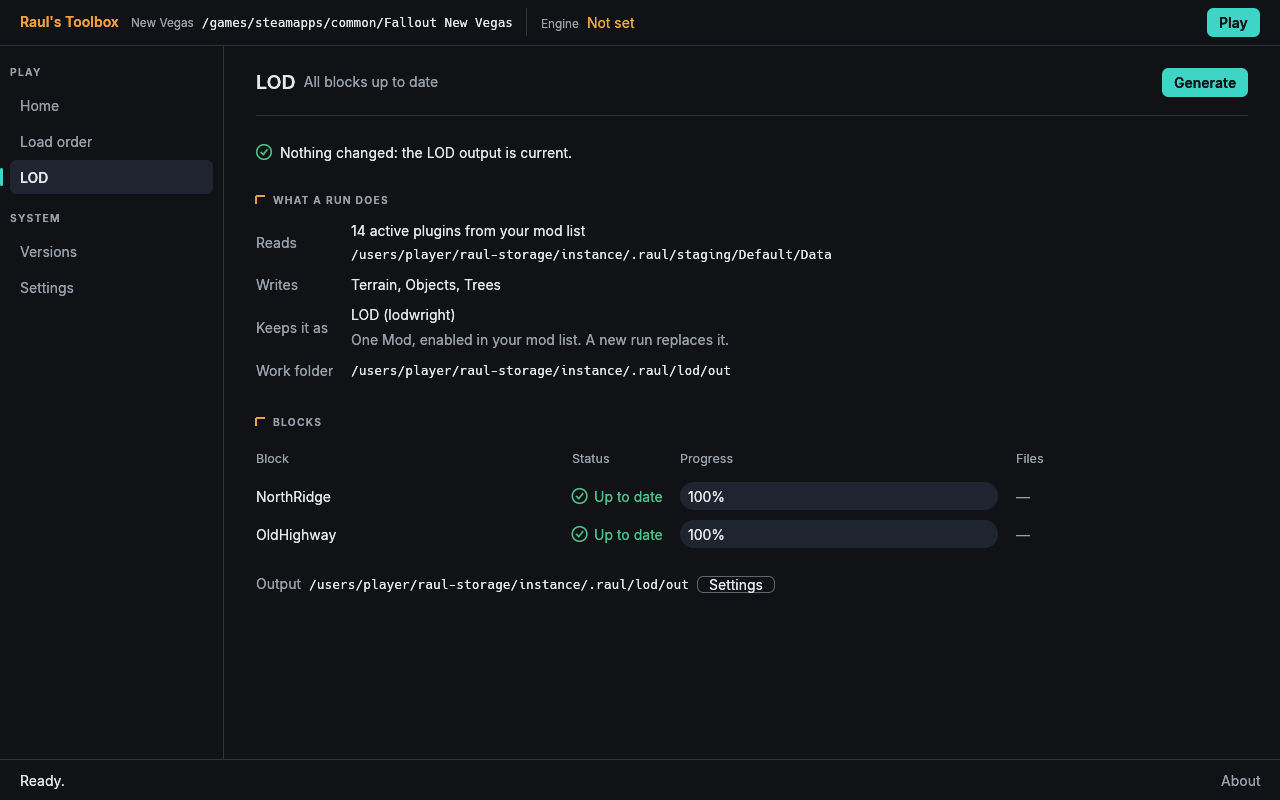 Raul's Toolbox New Vegas /games/steamapps/common/Fallout New Vegas Engine Not set Play
PLAY
Home
Load order
LOD
SYSTEM
Versions
Settings
LOD All blocks up to date Generate
Nothing changed: the LOD output is current.
WHAT A RUN DOES
Reads 14 active plugins from your mod list
/users/player/raul-storage/instance/.raul/staging/Default/Data
Writes Terrain, Objects, Trees
Keeps it as LOD (lodwright)
One Mod, enabled in your mod list. A new run replaces it.
Work folder /users/player/raul-storage/instance/.raul/lod/out
BLOCKS
Block Status Progress Files
NorthRidge Up to date 100% —
OldHighway Up to date 100% —
Output /users/player/raul-storage/instance/.raul/lod/out Settings
Ready. About